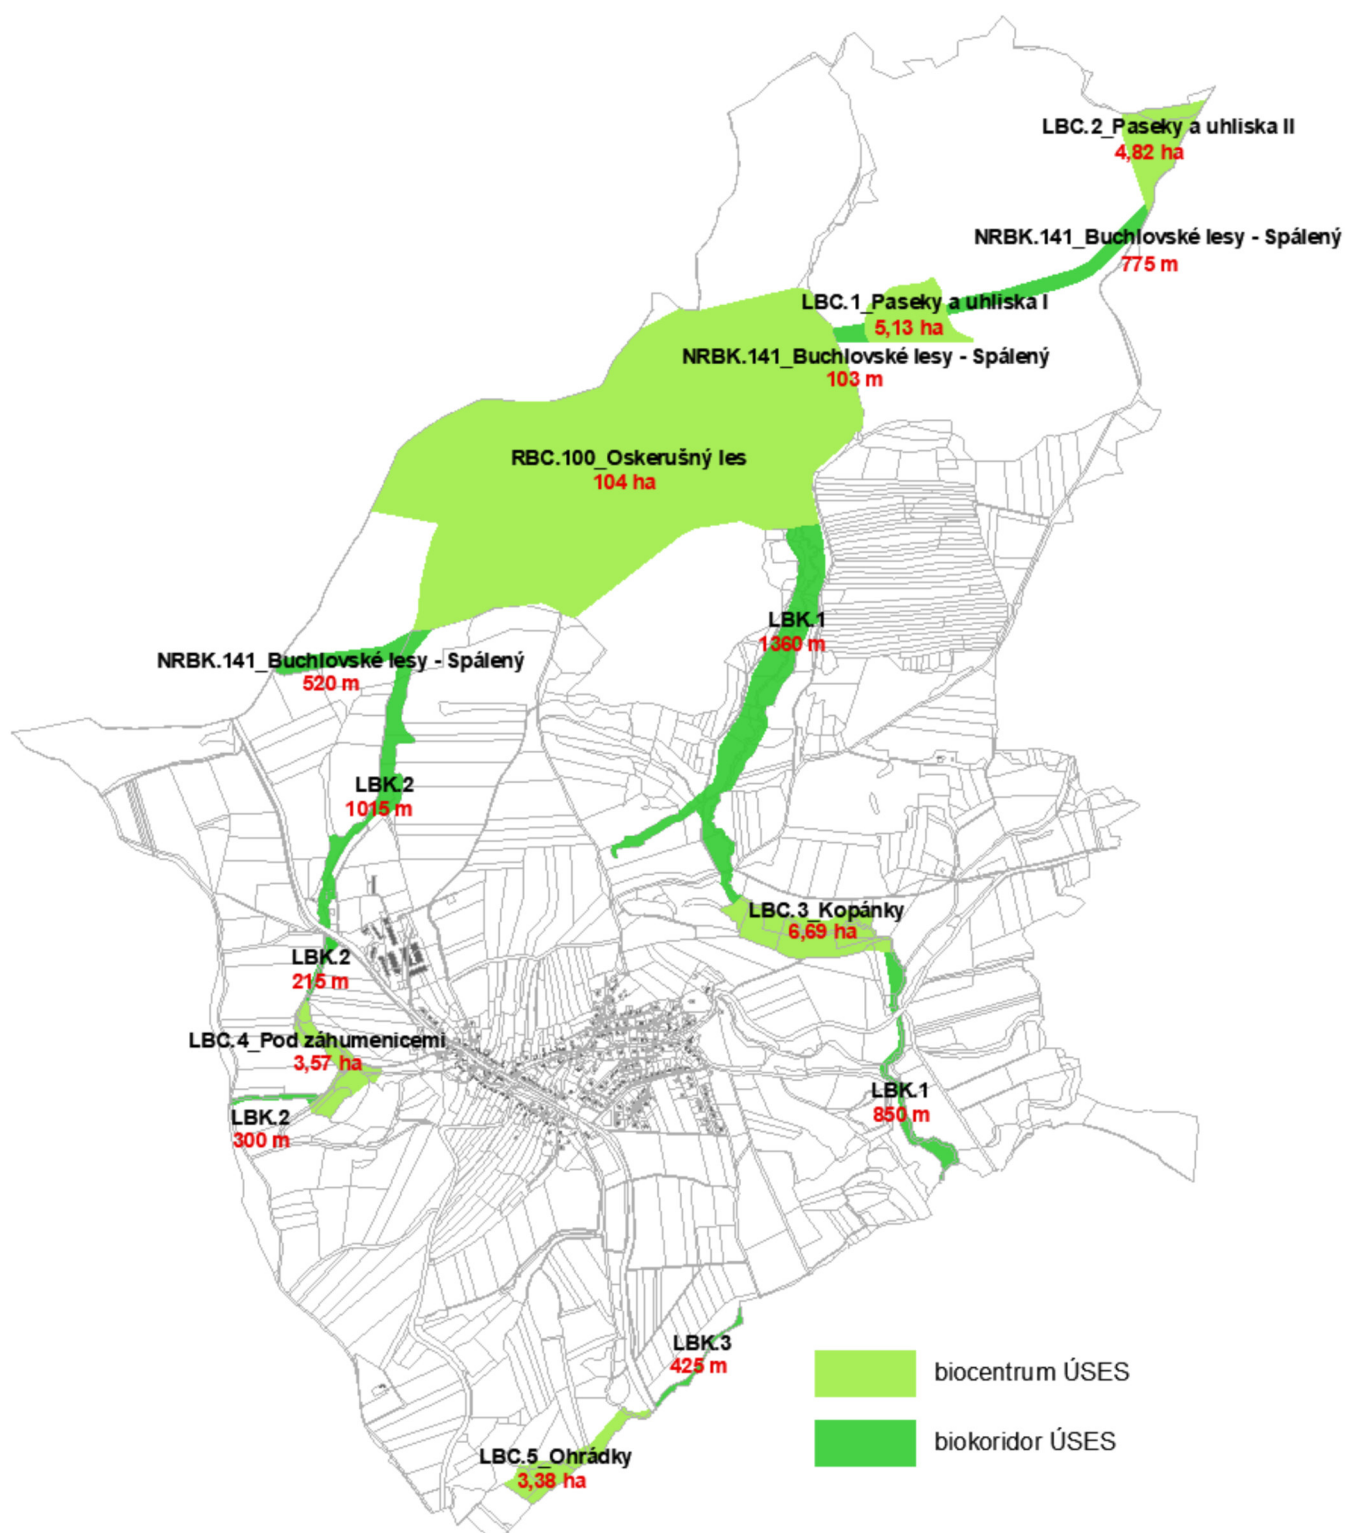 LBC.2_Paseky a uhliska II
4,82 ha
NRBK.141_Buchlovské lesy - Spálený
775 m
LBC.1_Paseky a uhliska I
5,13 ha
NRBK.141_Buchlovské lesy - Spálený
103 m
RBC.100_Oskerušný les
104 ha
LBK.1
1360 m
NRBK.141_Buchlovské lesy - Spálený
520 m
LBK.2
1015 m
LBC.3_Kopánky
6,69 ha
LBK.2
215 m
LBC.4_Pod záhumenicemi
3,57 ha
LBK.1
850 m
LBK.2
300 m
LBK.3
425 m
biocentrum ÚSES
biokoridor ÚSES
LBC.5_Ohrádky
3,38 ha